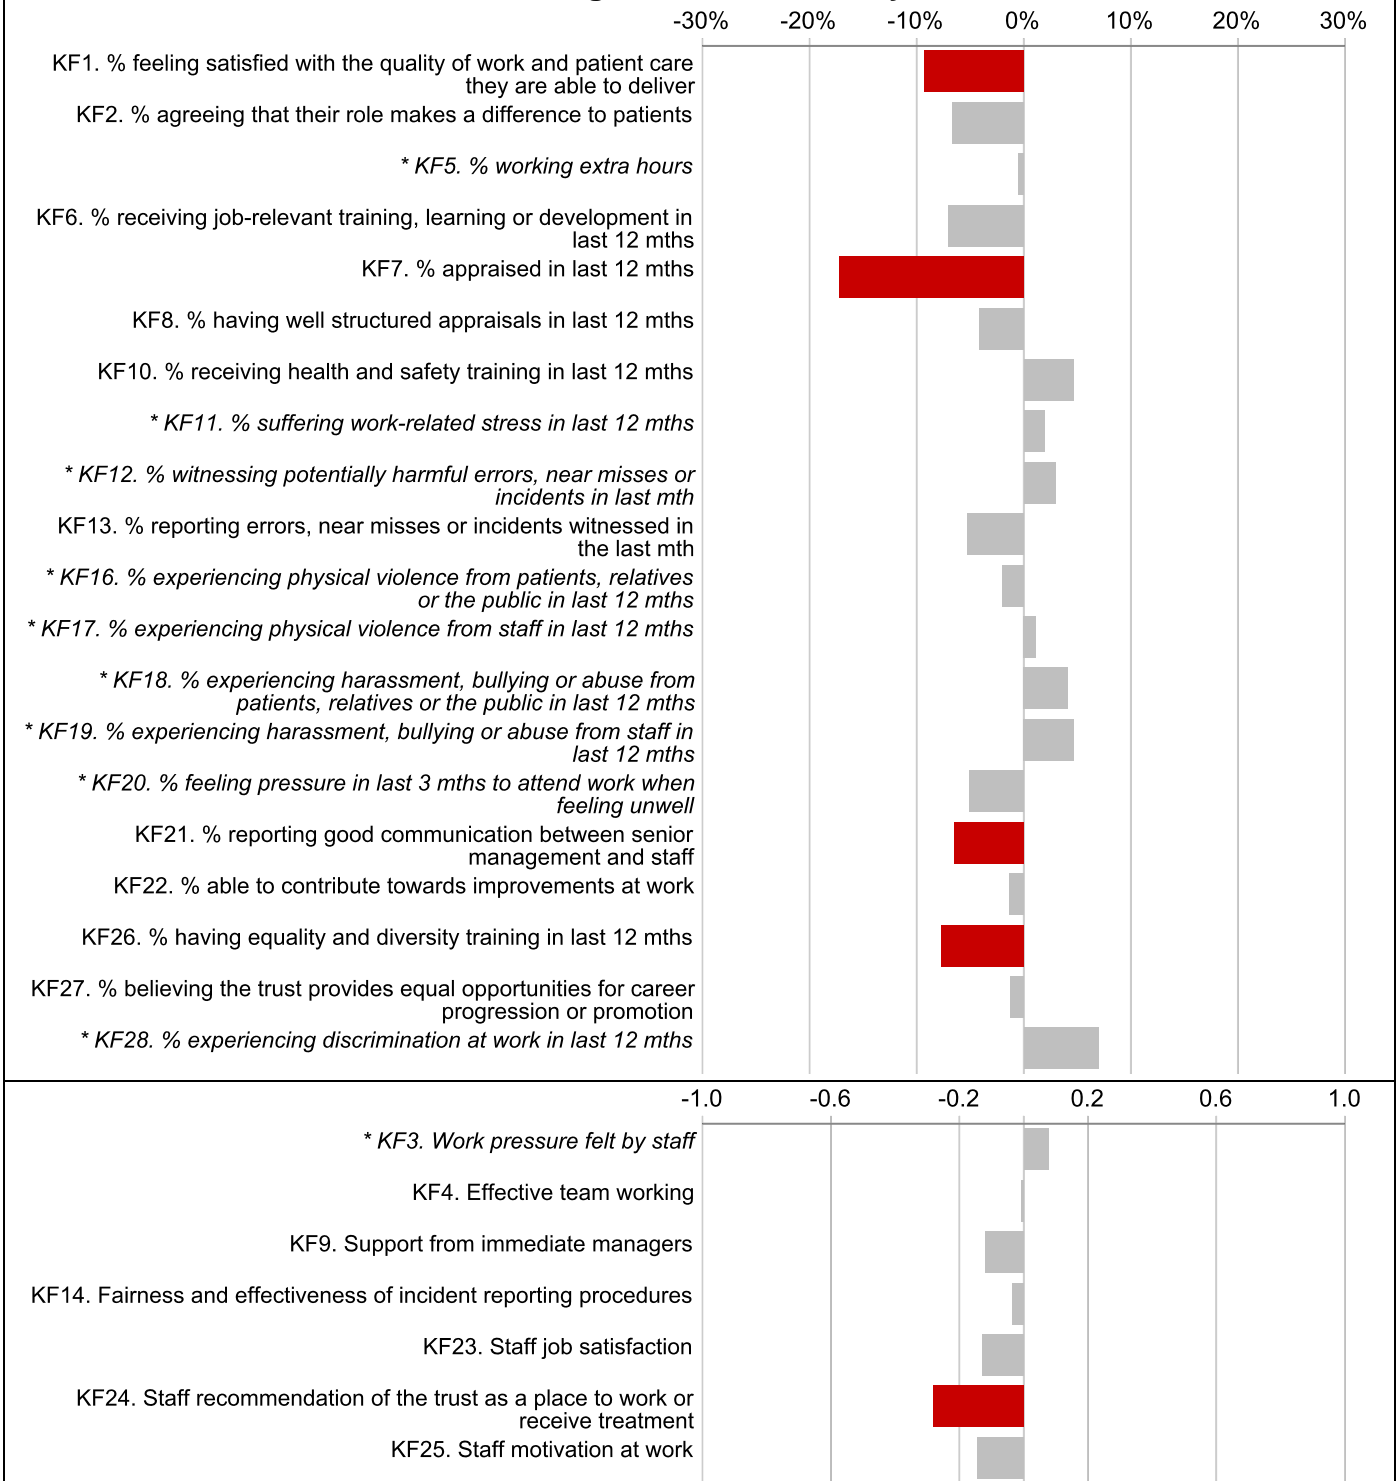 -30% -20% -10% 0% 10% 20% 30%
KF1. % feeling satisfied with the quality of work and patient care
they are able to deliver
KF2. % agreeing that their role makes a difference to patients
* KF5. % working extra hours
KF6. % receiving job-relevant training, learning or development in
last 12 mths
KF7. % appraised in last 12 mths
KF8. % having well structured appraisals in last 12 mths
KF10. % receiving health and safety training in last 12 mths
* KF11. % suffering work-related stress in last 12 mths
* KF12. % witnessing potentially harmful errors, near misses or
incidents in last mth
KF13. % reporting errors, near misses or incidents witnessed in
the last mth
* KF16. % experiencing physical violence from patients, relatives
or the public in last 12 mths
* KF17. % experiencing physical violence from staff in last 12 mths
* KF18. % experiencing harassment, bullying or abuse from
patients, relatives or the public in last 12 mths
* KF19. % experiencing harassment, bullying or abuse from staff in
last 12 mths
* KF20. % feeling pressure in last 3 mths to attend work when
feeling unwell
KF21. % reporting good communication between senior
management and staff
KF22. % able to contribute towards improvements at work
KF26. % having equality and diversity training in last 12 mths
KF27. % believing the trust provides equal opportunities for career
progression or promotion
* KF28. % experiencing discrimination at work in last 12 mths
-1.0 -0.6 -0.2 0.2 0.6 1.0
* KF3. Work pressure felt by staff
KF4. Effective team working
KF9. Support from immediate managers
KF14. Fairness and effectiveness of incident reporting procedures
KF23. Staff job satisfaction
KF24. Staff recommendation of the trust as a place to work or
receive treatment
KF25. Staff motivation at work